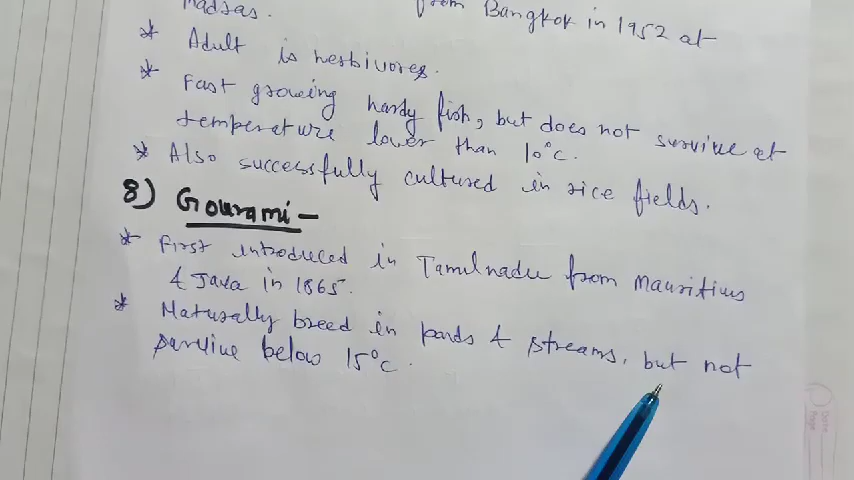 Madras. from Bangkok in 1952 at
* Adult is herbivores.
* Fast growing hardy fish, but does not survive at
temperature lower than 10°C.
* Also successfully cultured in rice fields.
8) Gourami -
* First introduced in Tamilnadu from Mauritius
& Java in 1865.
* Naturally breed in ponds & streams, but not
survive below 15°C.
Date
Page